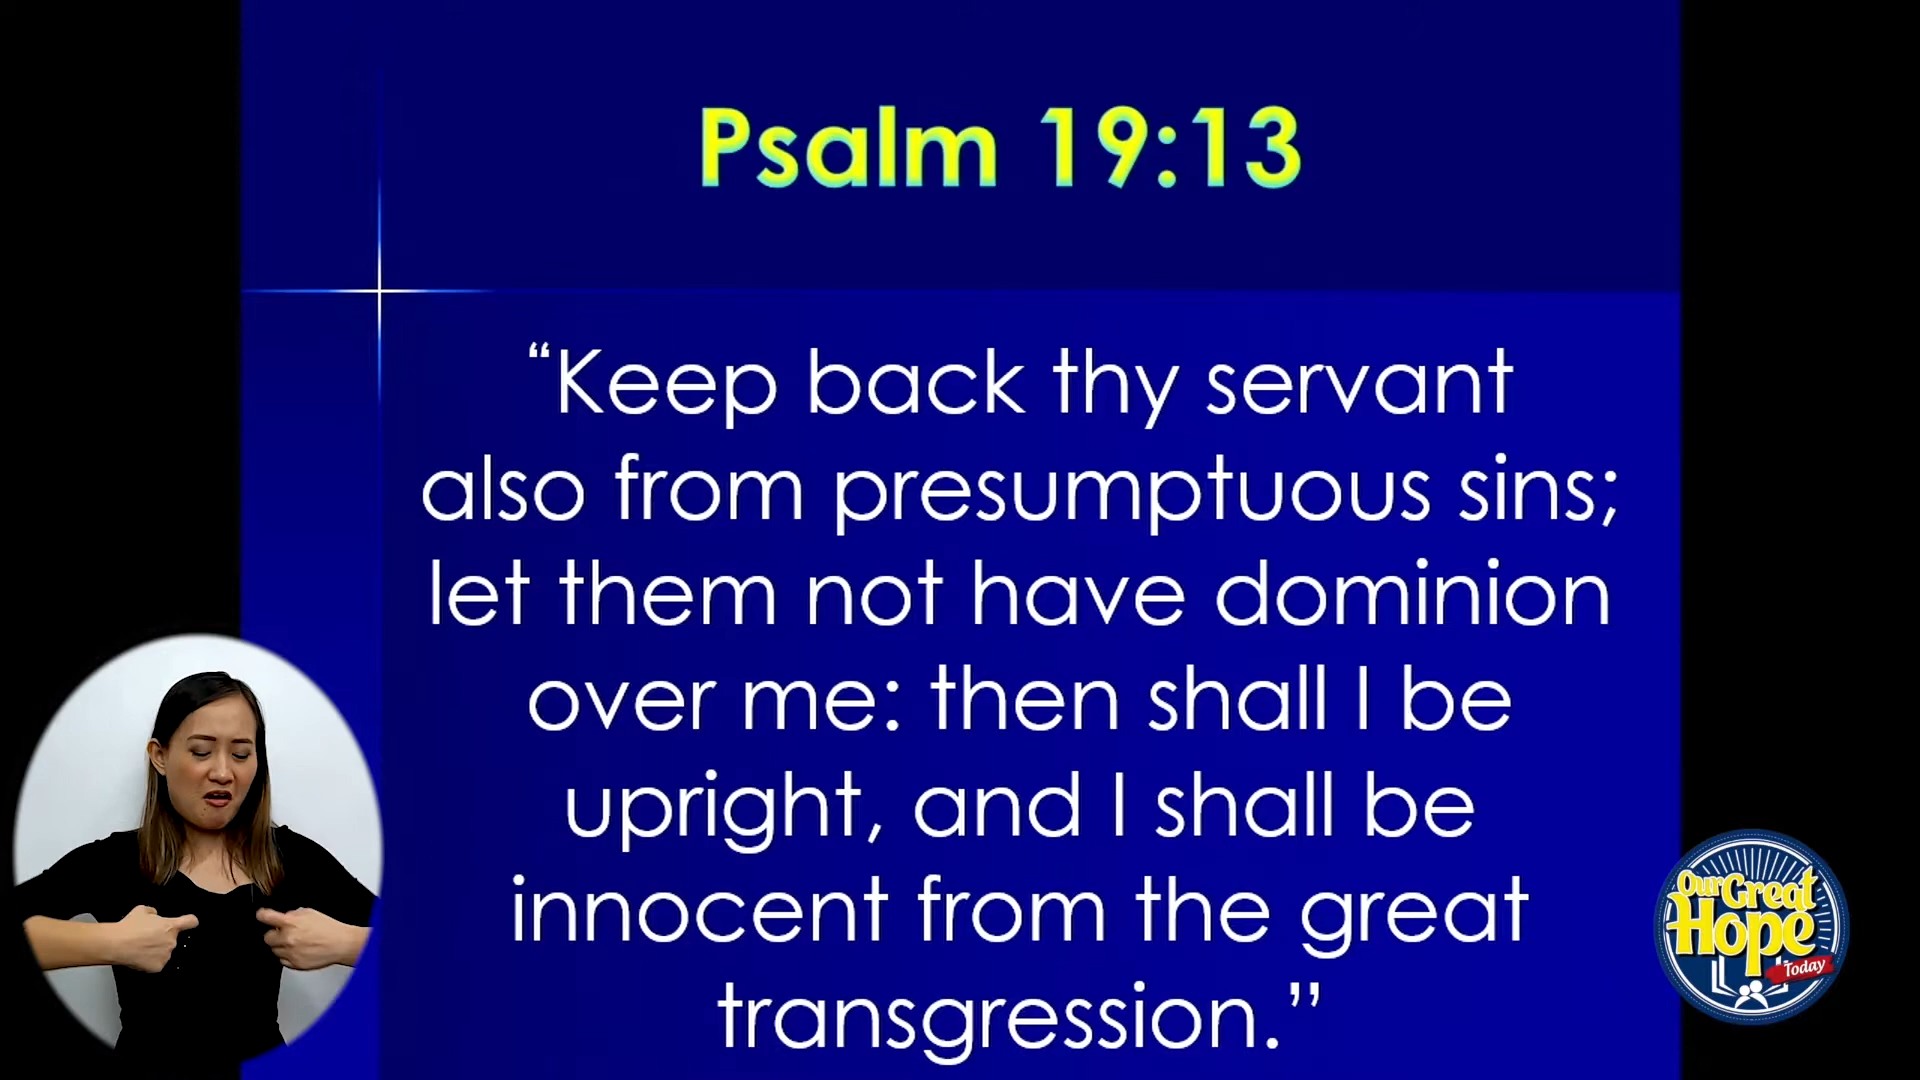 Psalm 19:13
“Keep back thy servant
also from presumptuous sins;
let them not have dominion
over me: then shall I be
upright, and I shall be
innocent from the great
transgression.”
Our Great
Hope
Today